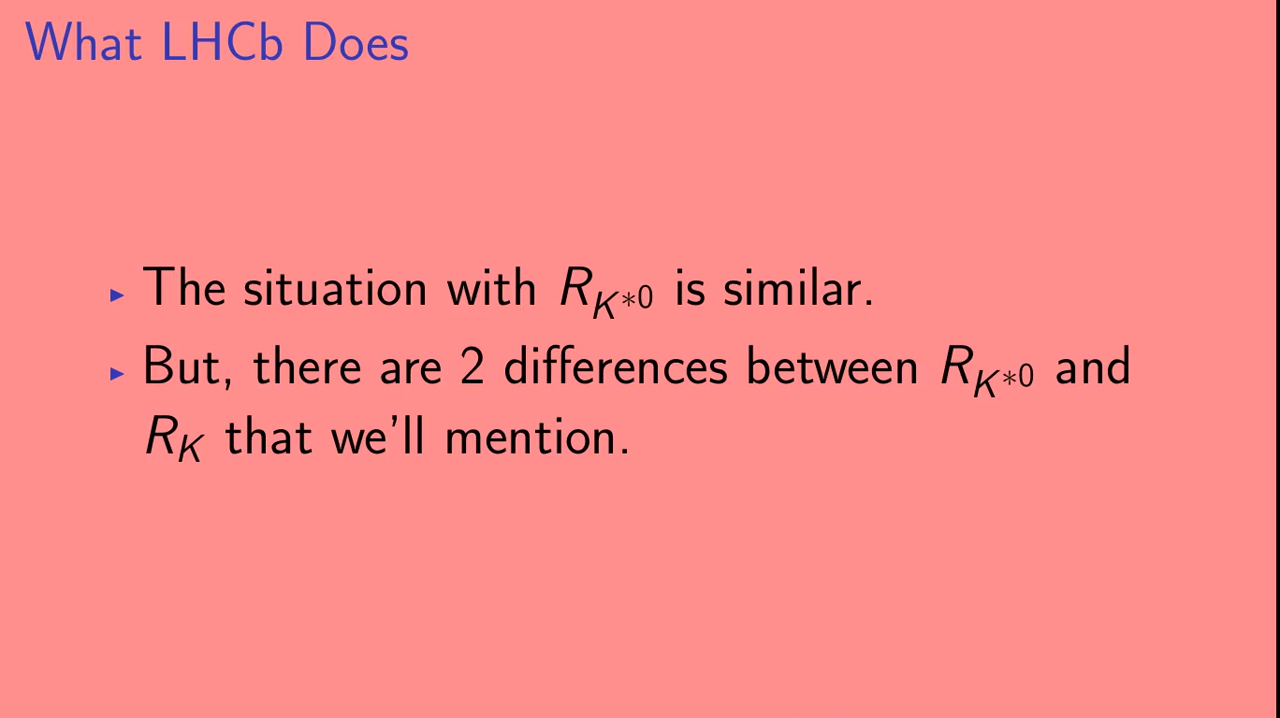 What LHCb Does
▸ The situation with R_{K^{*0}} is similar.
▸ But, there are 2 differences between R_{K^{*0}} and
R_K that we'll mention.